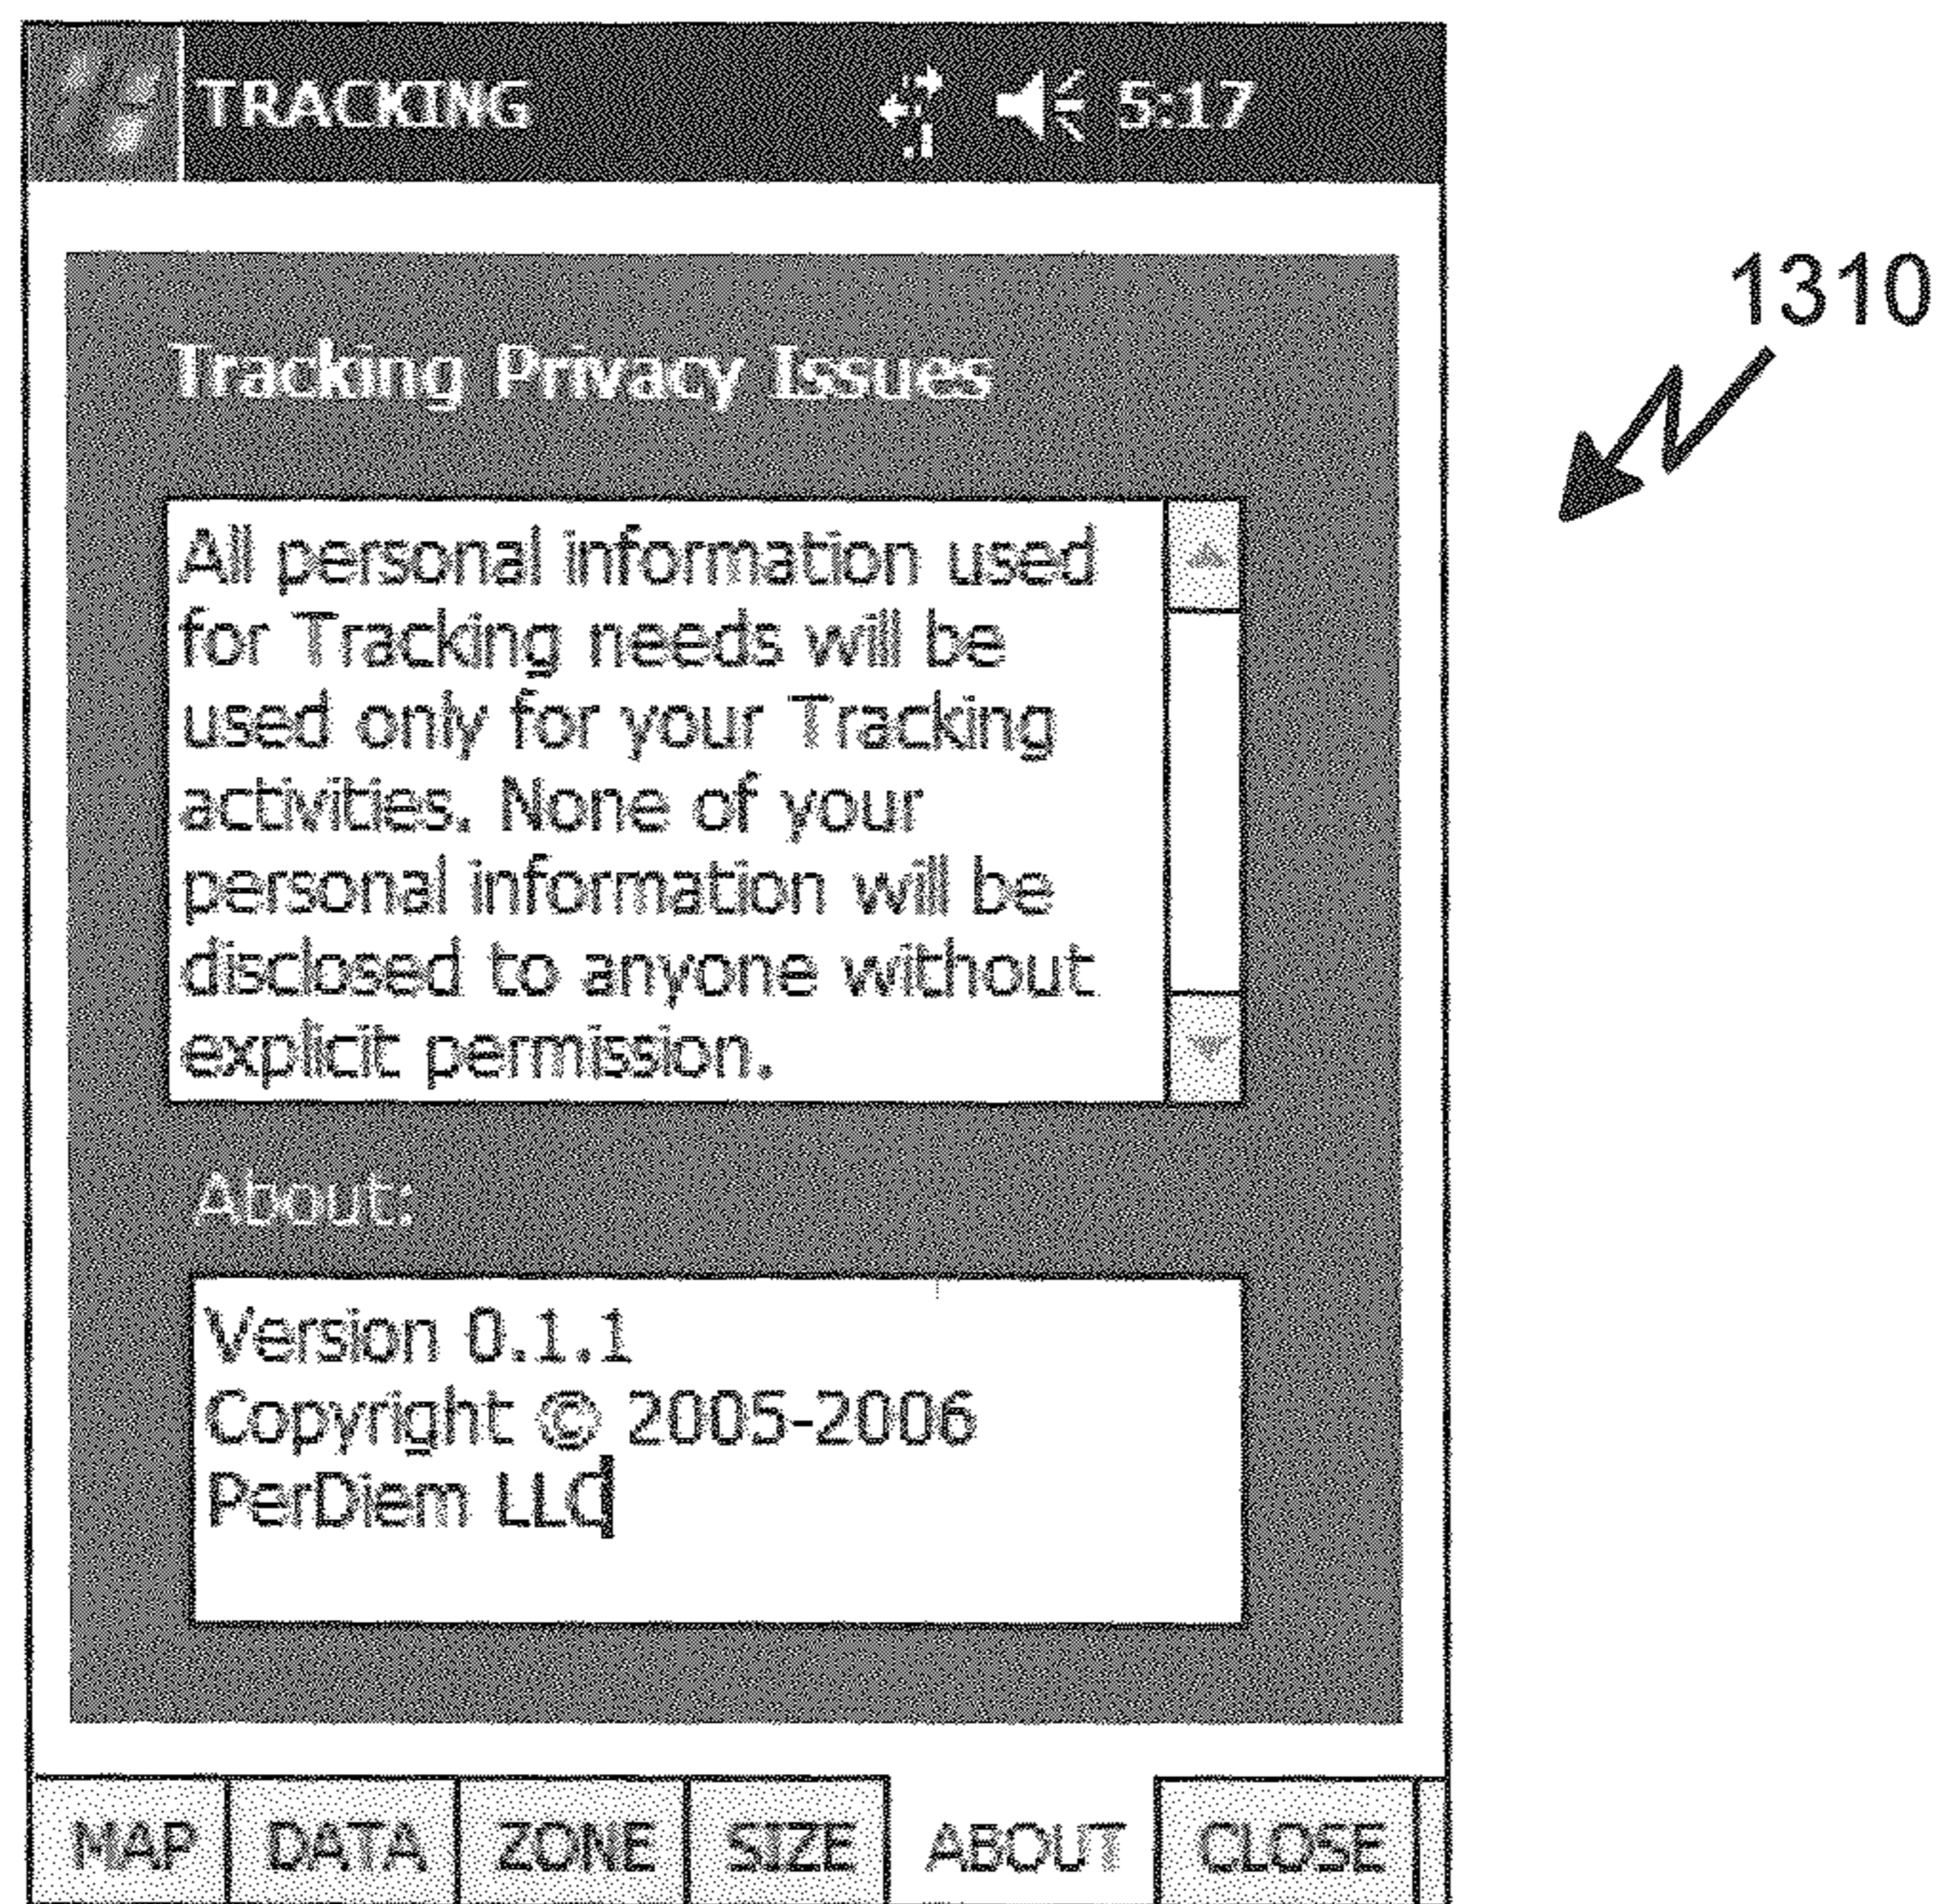 TRACKING 5:17
1310
Tracking Privacy Issues
All personal information used
for Tracking needs will be
used only for your Tracking
activities. None of your
personal information will be
disclosed to anyone without
explicit permission.
About:
Version 0.1.1
Copyright © 2005-2006
PerDiem LLC
MAP DATA ZONE SIZE ABOUT CLOSE